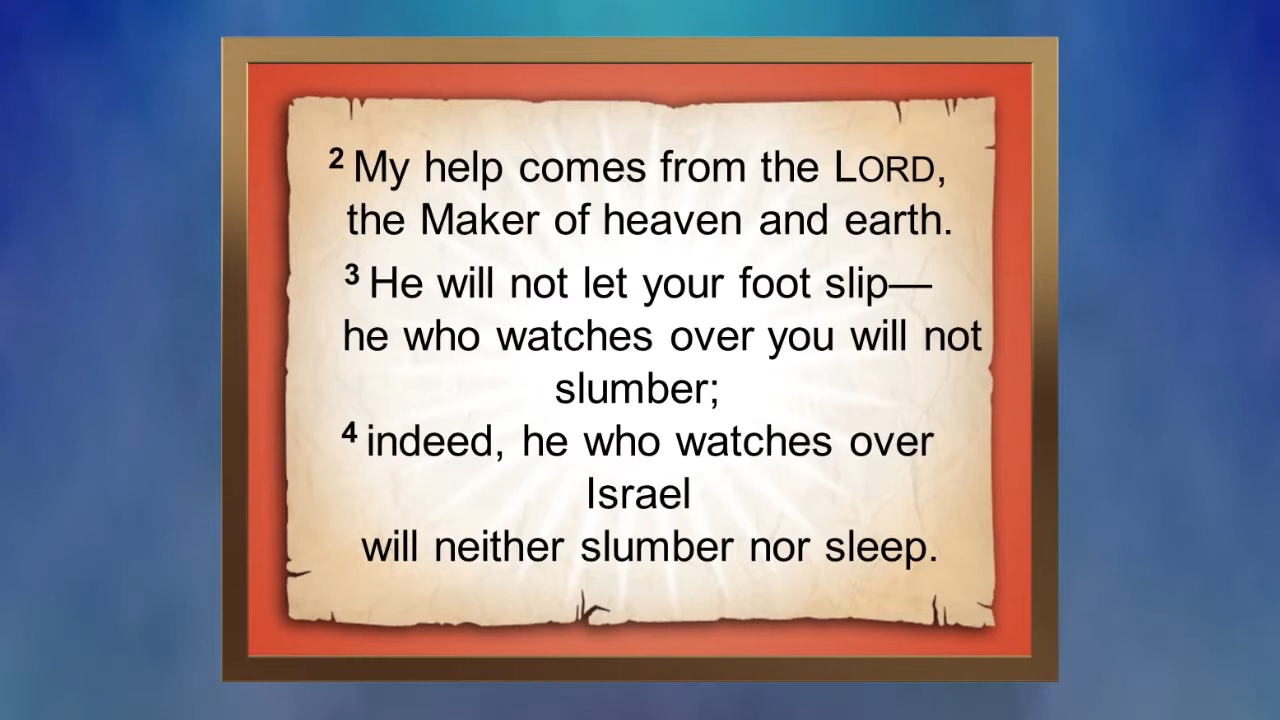 2 My help comes from the LORD,
the Maker of heaven and earth.
3 He will not let your foot slip—
he who watches over you will not
slumber;
4 indeed, he who watches over
Israel
will neither slumber nor sleep.